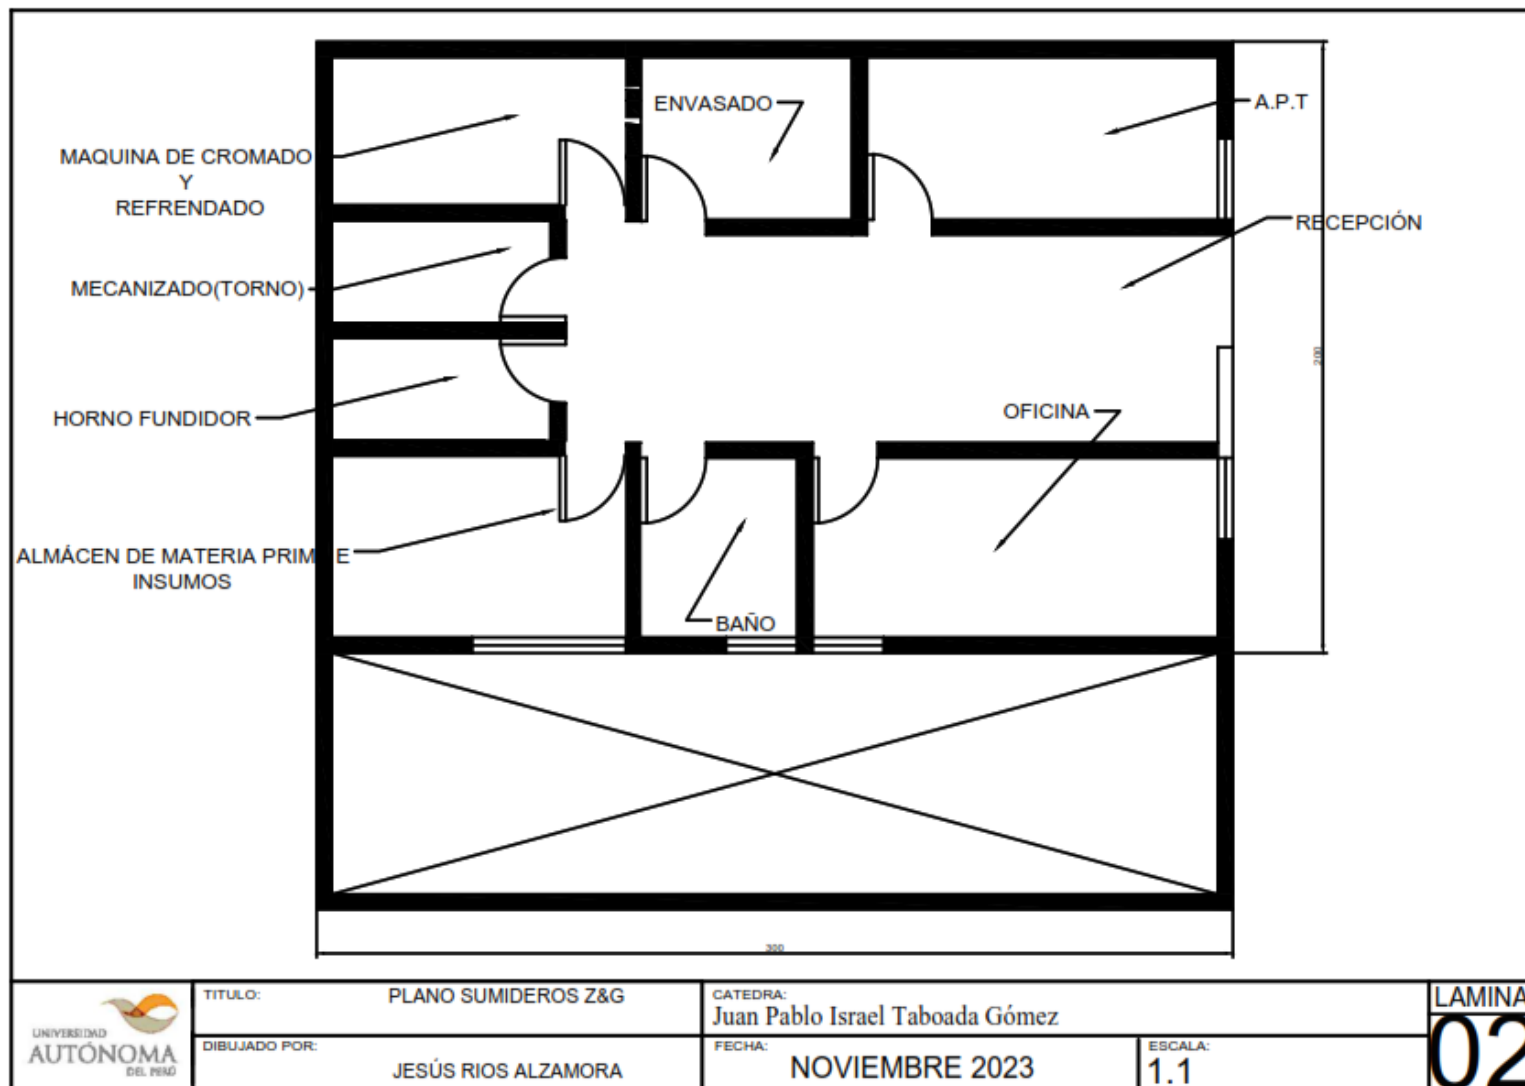 ENVASADO
A.P.T
MAQUINA DE CROMADO
Y
REFRENDADO
RECEPCIÓN
MECANIZADO(TORNO)
200
HORNO FUNDIDOR
OFICINA
ALMÁCEN DE MATERIA PRIM E
INSUMOS
BAÑO
300
UNIVERSIDAD
AUTÓNOMA
DEL PERÚ
TITULO:
PLANO SUMIDEROS Z&G
DIBUJADO POR:
JESÚS RIOS ALZAMORA
CATEDRA:
Juan Pablo Israel Taboada Gómez
FECHA:
NOVIEMBRE 2023
ESCALA:
1.1
LAMINA
02